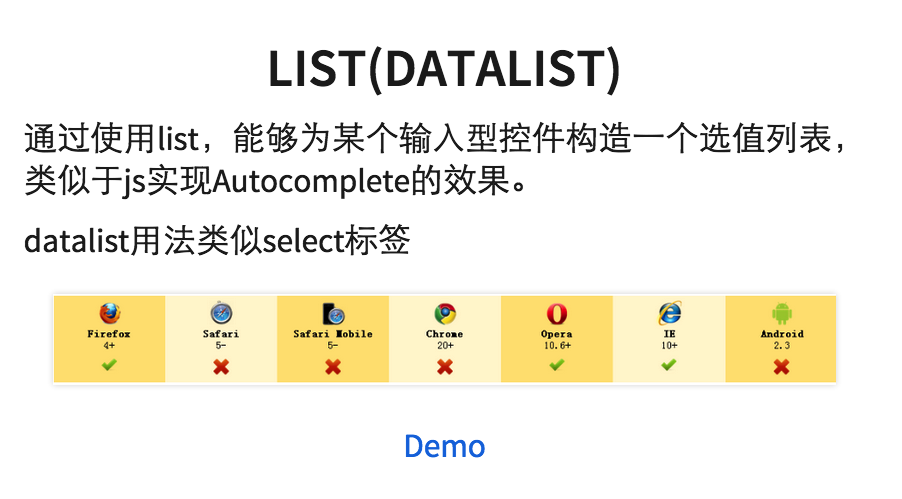 LIST(DATALIST)
通过使用list，能够为某个输入型控件构造一个选值列表，
类似于js实现Autocomplete的效果。
datalist用法类似select标签
Firefox Safari Safari Mobile Chrome Opera IE Android
4+ 5- 5- 20+ 10.6+ 10+ 2.3
Demo